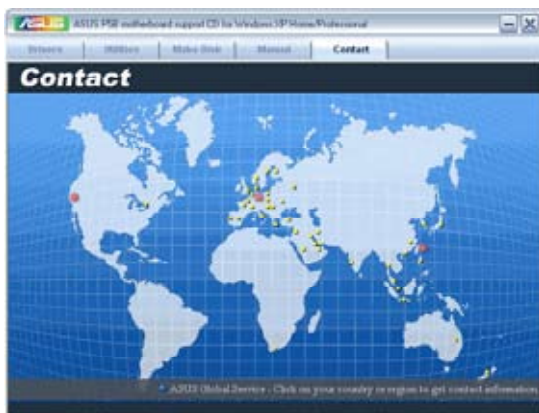 ASUS ASUS P5B motherboard support CD for Windows XP Home/Professional
Drivers Utilities Make Disk Manual Contact
Contact
ASUS Global Service : Click on your country or region to get contact information